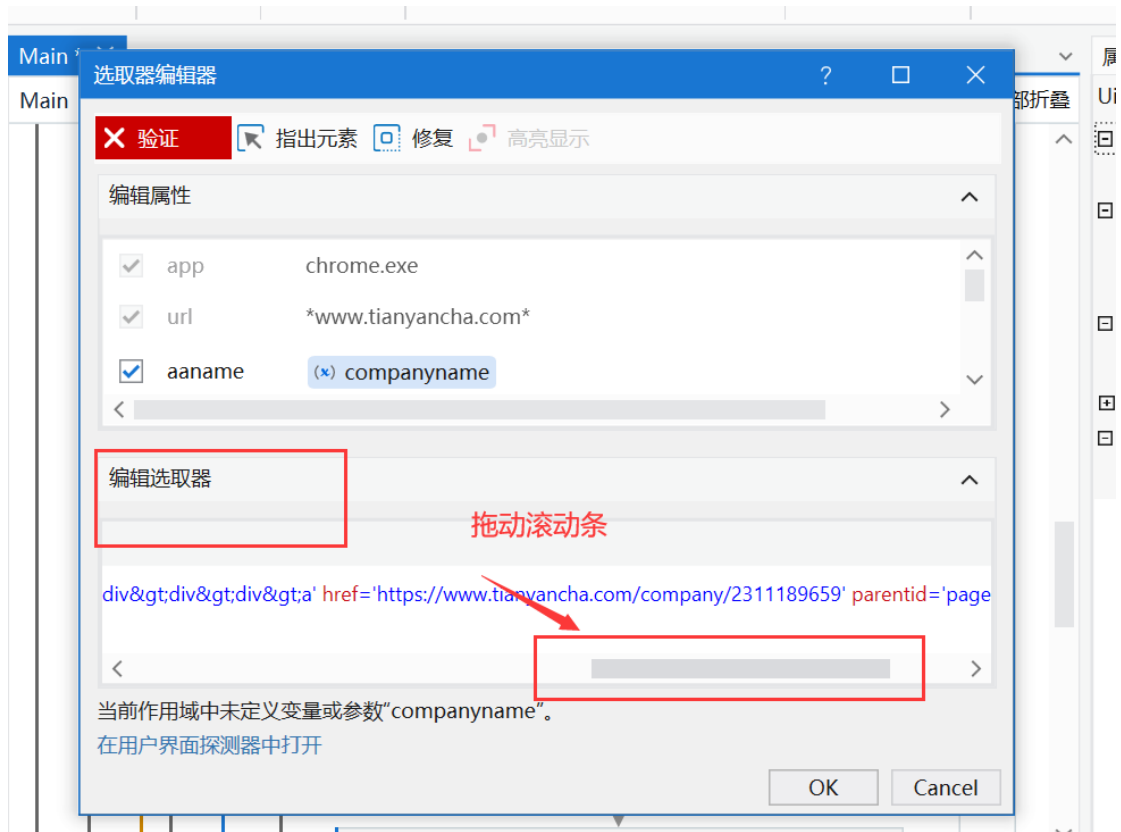 Main *
选取器编辑器
?
属
Main
部折叠
Ui
验证 指出元素 修复 高亮显示
编辑属性
app chrome.exe
url *www.tianyancha.com*
aaname (x) companyname
编辑选取器
拖动滚动条
div&gt;div&gt;div&gt;a' href='https://www.tianyancha.com/company/2311189659' parentid='page
当前作用域中未定义变量或参数“companyname”。
在用户界面探测器中打开
OK Cancel